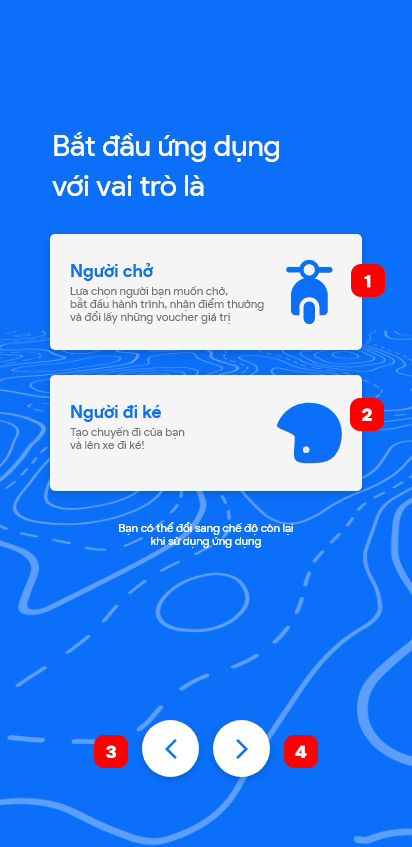 Bắt đầu ứng dụng
với vai trò là
Người chở
Lựa chọn người bạn muốn chở,
bắt đầu hành trình, nhận điểm thưởng
và đổi lấy những voucher giá trị
1
Người đi ké
Tạo chuyến đi của bạn
và lên xe đi ké!
2
Bạn có thể đổi sang chế độ còn lại
khi sử dụng ứng dụng
3
4